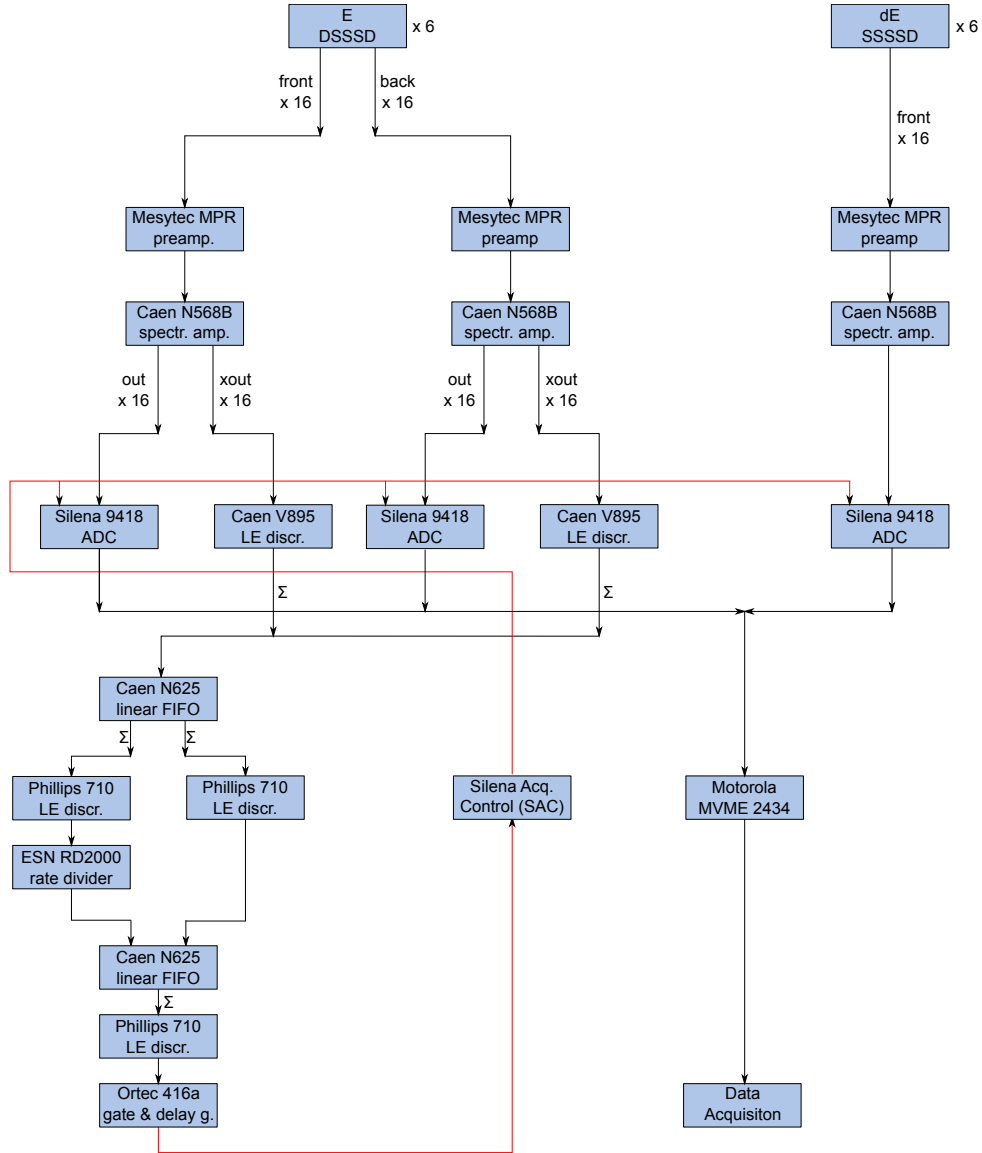 E
DSSSD
x 6
dE
SSSSD
x 6
front
x 16
back
x 16
front
x 16
Mesytec MPR
preamp.
Mesytec MPR
preamp
Mesytec MPR
preamp
Caen N568B
spectr. amp.
Caen N568B
spectr. amp.
Caen N568B
spectr. amp.
out
x 16
xout
x 16
out
x 16
xout
x 16
Silena 9418
ADC
Caen V895
LE discr.
Silena 9418
ADC
Caen V895
LE discr.
Silena 9418
ADC
Σ
Σ
Caen N625
linear FIFO
Σ
Σ
Phillips 710
LE discr.
Phillips 710
LE discr.
Silena Acq.
Control (SAC)
Motorola
MVME 2434
ESN RD2000
rate divider
Caen N625
linear FIFO
Σ
Phillips 710
LE discr.
Ortec 416a
gate & delay g.
Data
Acquisiton